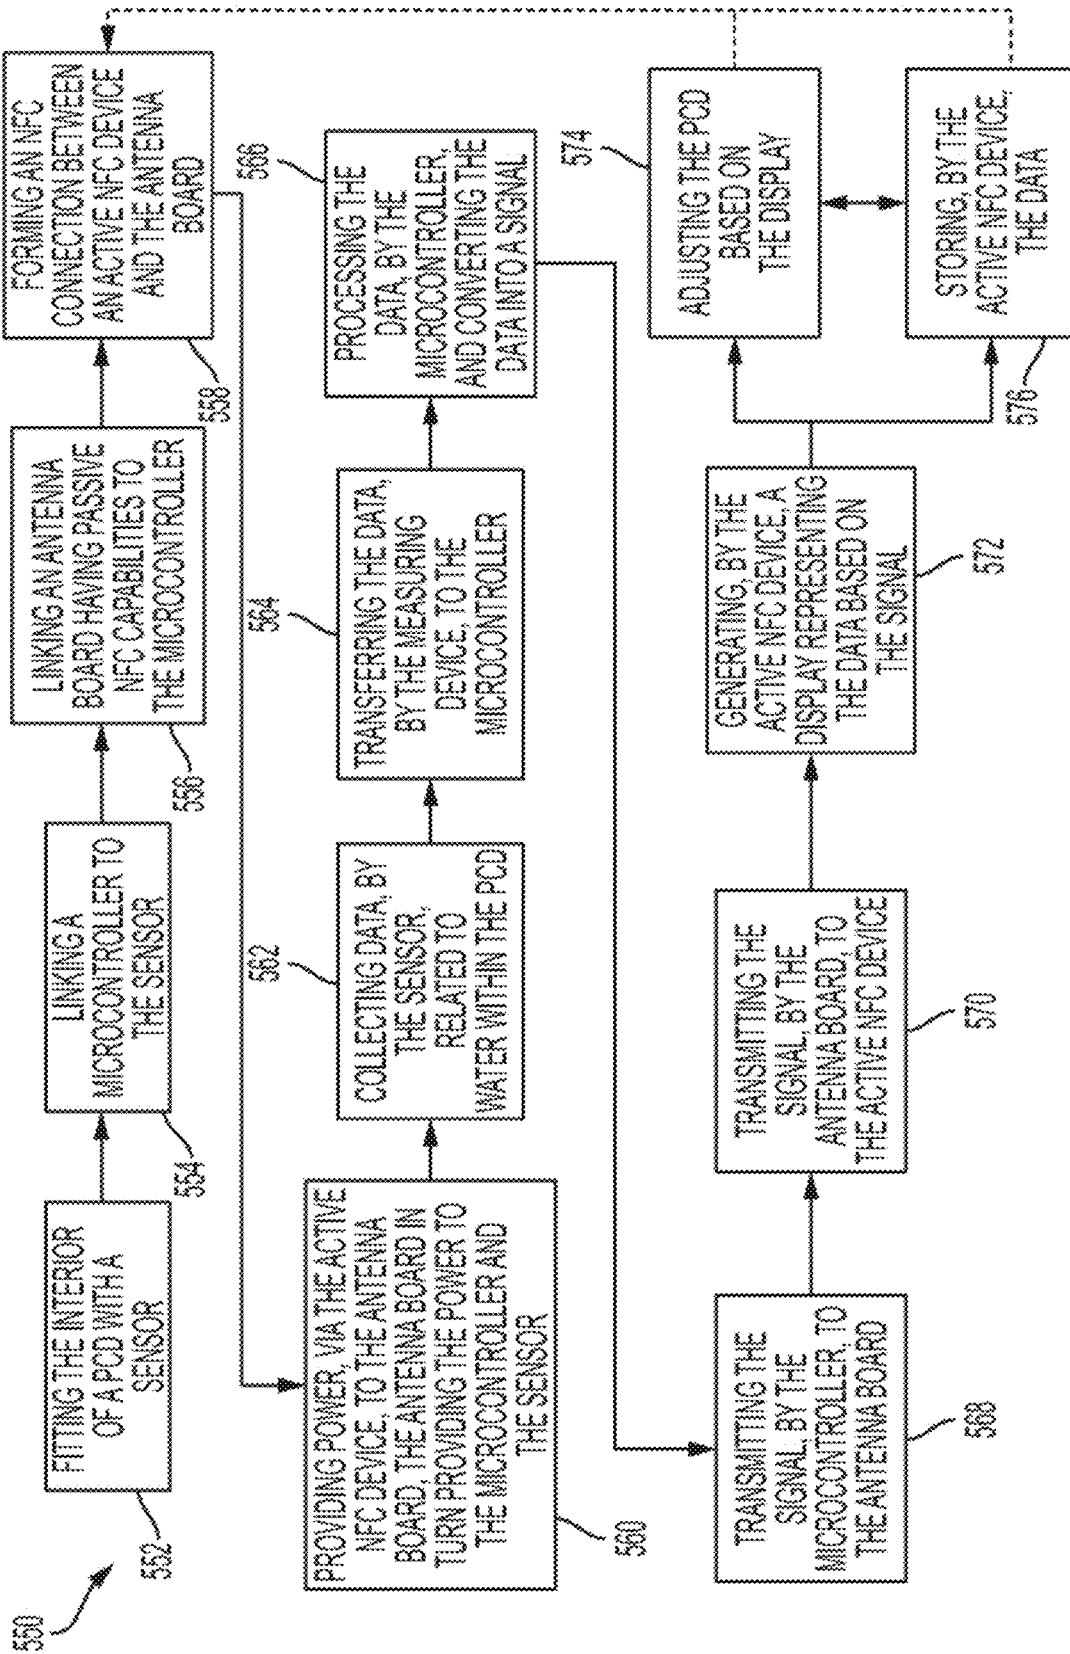 550
FITTING THE INTERIOR
OF A PCD WITH A
SENSOR
552
LINKING A
MICROCONTROLLER TO
THE SENSOR
554
LINKING AN ANTENNA
BOARD HAVING PASSIVE
NFC CAPABILITIES TO
THE MICROCONTROLLER
556
FORMING AN NFC
CONNECTION BETWEEN
AN ACTIVE NFC DEVICE
AND THE ANTENNA
BOARD
558
PROVIDING POWER, VIA THE ACTIVE
NFC DEVICE, TO THE ANTENNA
BOARD, THE ANTENNA BOARD IN
TURN PROVIDING THE POWER TO
THE MICROCONTROLLER AND
THE SENSOR
560
COLLECTING DATA, BY
THE SENSOR,
RELATED TO
WATER WITHIN THE PCD
562
TRANSFERRING THE DATA,
BY THE MEASURING
DEVICE, TO THE
MICROCONTROLLER
564
PROCESSING THE
DATA, BY THE
MICROCONTROLLER,
AND CONVERTING THE
DATA INTO A SIGNAL
566
TRANSMITTING THE
SIGNAL, BY THE
MICROCONTROLLER, TO
THE ANTENNA BOARD
568
TRANSMITTING THE
SIGNAL, BY THE
ANTENNA BOARD, TO
THE ACTIVE NFC DEVICE
570
GENERATING, BY THE
ACTIVE NFC DEVICE, A
DISPLAY REPRESENTING
THE DATA BASED ON
THE SIGNAL
572
ADJUSTING THE PCD
BASED ON
THE DISPLAY
574
STORING, BY THE
ACTIVE NFC DEVICE,
THE DATA
576